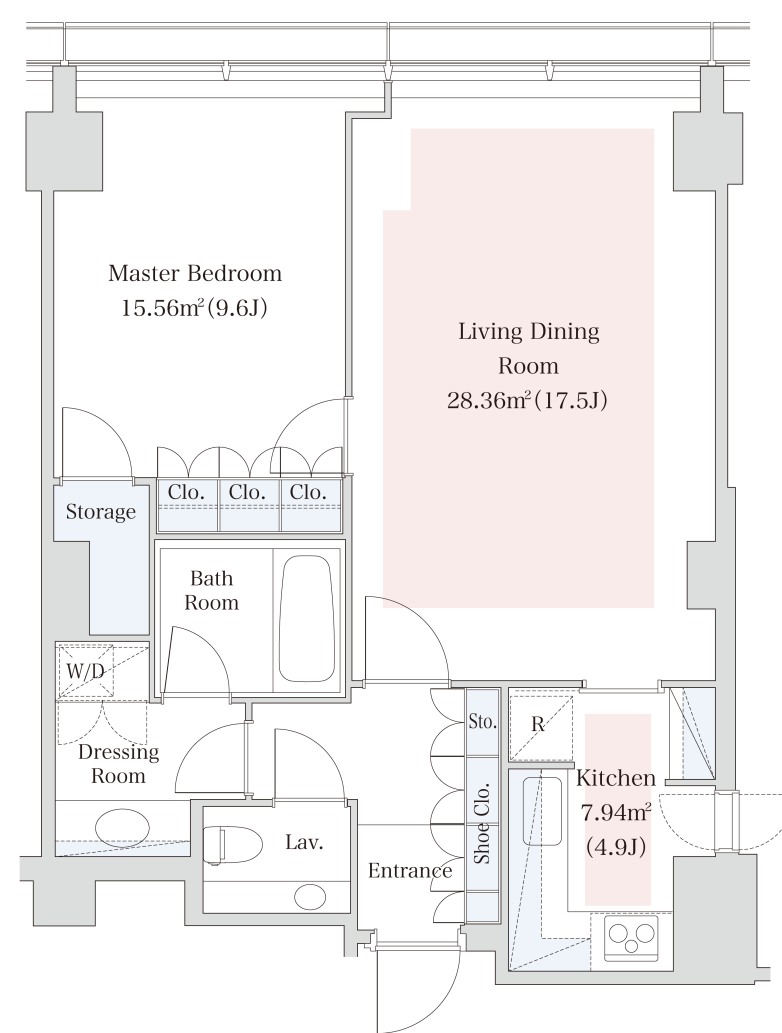 Master Bedroom
15.56m²(9.6J)
Living Dining
Room
28.36m²(17.5J)
Clo.
Clo.
Clo.
Storage
Bath
Room
W/D
Dressing
Room
Sto.
R
Kitchen
7.94m²
(4.9J)
Shoe Clo.
Lav.
Entrance